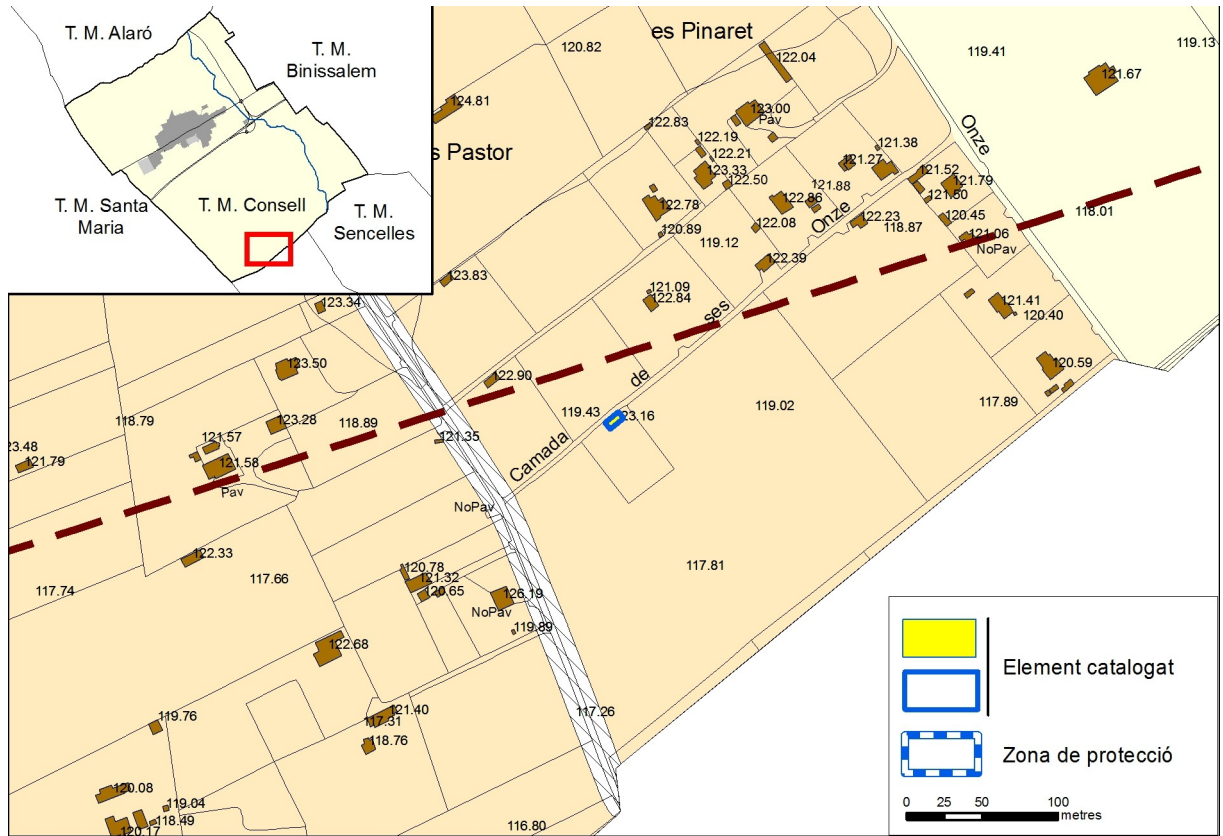 T. M. Alaró
T. M.
Binissalem
T. M. Santa
Maria
T. M. Consell
T. M.
Sencelles
es Pinaret
s Pastor
120.82
122.04
119.41
119.13
121.67
124.81
122.83
123.00
Pav
122.19
122.21
123.33
122.50
121.38
121.27
121.52
121.79
121.50
Onze
122.78
120.89
119.12
122.86
121.88
122.08
Onze
122.23
118.87
120.45
121.06
NoPav
118.01
122.39
123.83
121.09
122.84
ses
121.41
120.40
123.34
123.50
122.90
de
120.59
117.89
118.79
123.28
118.89
119.43
23.16
119.02
121.35
Camada
23.48
121.79
121.57
121.58
Pav
NoPav
122.33
117.74
117.66
120.78
121.32
120.65
126.19
NoPav
119.89
117.81
122.68
119.76
121.40
117.31
118.76
117.26
120.08
119.04
118.49
120.17
116.80
Element catalogat
Zona de protecció
0 25 50 100
metres